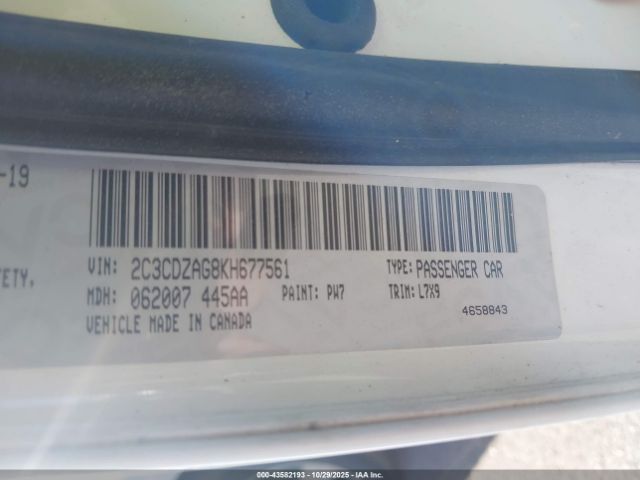 -19
ETY,
VIN: 2C3CDZAG8KH677561 TYPE: PASSENGER CAR
MDH: 062007 445AA PAINT: PW7 TRIM: L7X9
VEHICLE MADE IN CANADA 4658843
000-43582193 10/29/2025 IAA Inc.